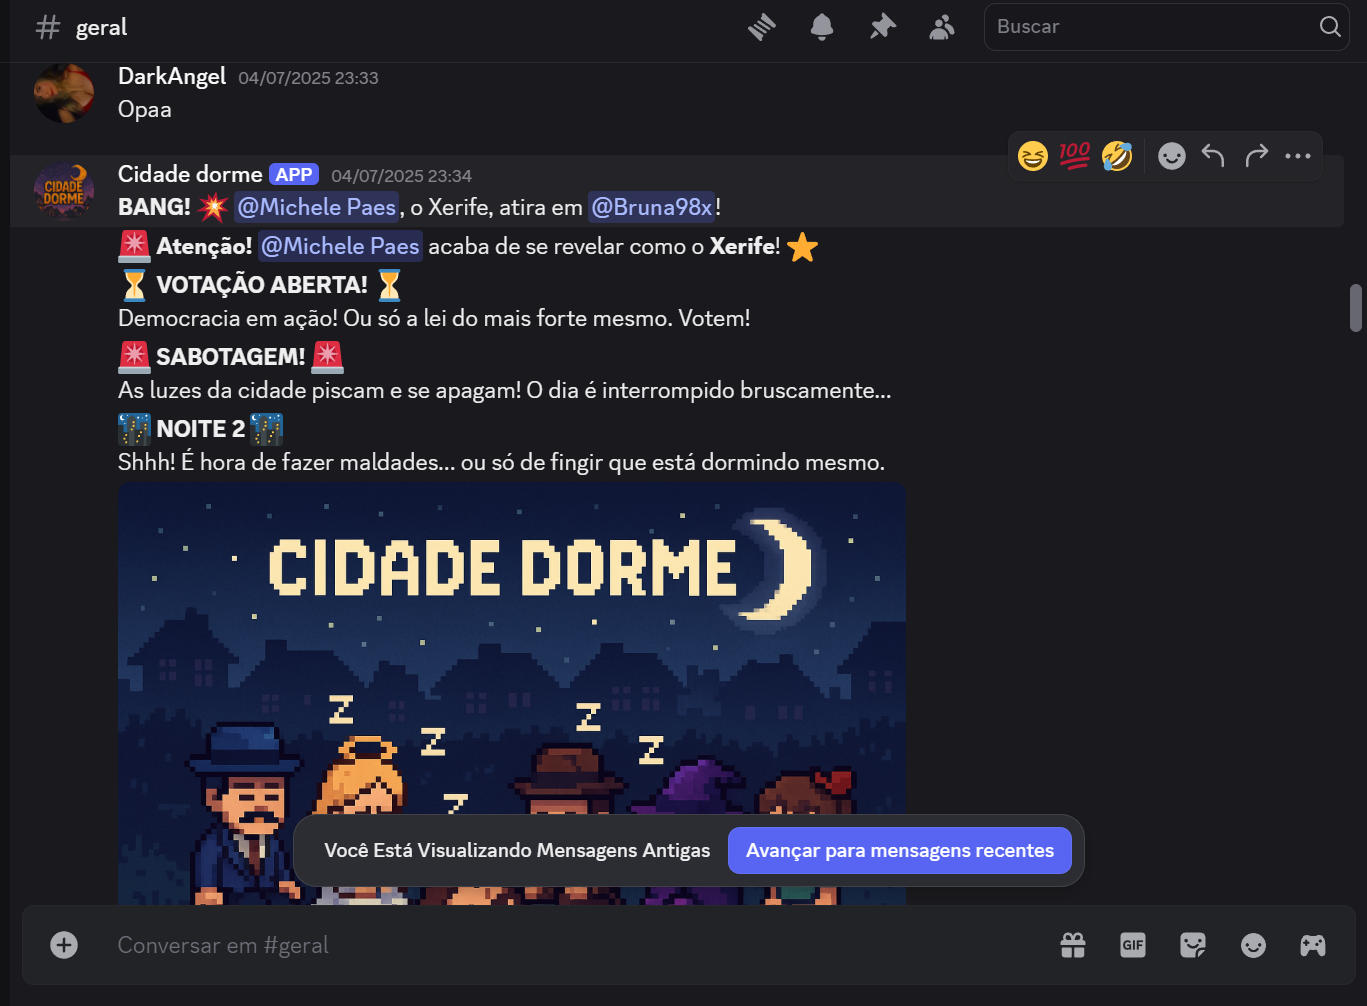 geral
Buscar
DarkAngel 04/07/2025 23:33
Opaa
CIDADE DORME
Cidade dorme APP 04/07/2025 23:34
BANG! 💥 @Michele Paes, o Xerife, atira em @Bruna98x!
🚨 Atenção! @Michele Paes acaba de se revelar como o Xerife! ⭐
⏳ VOTAÇÃO ABERTA! ⏳
Democracia em ação! Ou só a lei do mais forte mesmo. Votem!
🚨 SABOTAGEM! 🚨
As luzes da cidade piscam e se apagam! O dia é interrompido bruscamente...
🌃 NOITE 2 🌃
Shhh! É hora de fazer maldades... ou só de fingir que está dormindo mesmo.
CIDADE DORME
Z Z Z Z Z
Você Está Visualizando Mensagens Antigas Avançar para mensagens recentes
Conversar em #geral
GIF